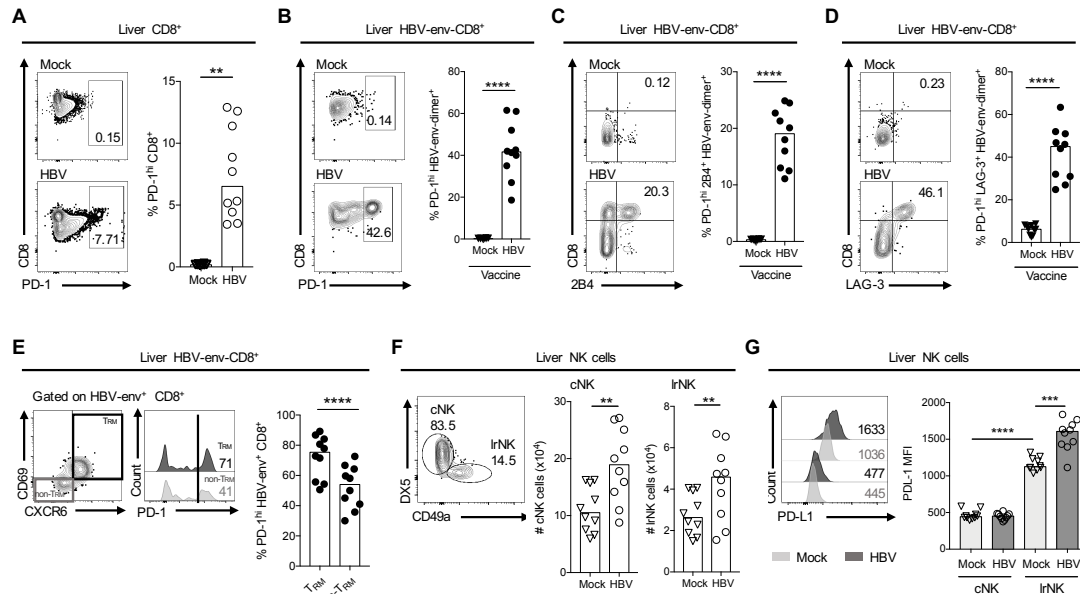 A
Liver CD8⁺
Mock
0.15
HBV
7.71
CD8
PD-1
% PD-1ʰⁱ CD8⁺
15
10
5
0
**
Mock HBV
B
Liver HBV-env-CD8⁺
Mock
0.14
HBV
42.6
CD8
PD-1
% PD-1ʰⁱ HBV-env-dimer⁺
80
60
40
20
0
****
Mock HBV
Vaccine
C
Liver HBV-env-CD8⁺
Mock
0.12
HBV
20.3
CD8
2B4
% PD-1ʰⁱ 2B4⁺ HBV-env-dimer⁺
30
20
10
0
****
Mock HBV
Vaccine
D
Liver HBV-env-CD8⁺
Mock
0.23
HBV
46.1
CD8
LAG-3
% PD-1ʰⁱ LAG-3⁺ HBV-env-dimer⁺
80
60
40
20
0
****
Mock HBV
Vaccine
E
Liver HBV-env-CD8⁺
Gated on HBV-env⁺ CD8⁺
TRM
non-TRM
CD69
CXCR6
TRM
71
non-TRM
41
Count
PD-1
% PD-1ʰⁱ HBV-env⁺ CD8⁺
100
80
60
40
20
0
****
TRM
F
Liver NK cells
cNK
83.5
lrNK
14.5
DX5
CD49a
cNK
# cNK cells (x10⁴)
30
20
10
0
**
Mock HBV
lrNK
# lrNK cells (x10⁴)
8
6
4
2
0
**
Mock HBV
G
Liver NK cells
1633
1036
477
445
Count
PD-L1
Mock
HBV
PDL-1 MFI
2000
1500
1000
500
0
****
***
Mock HBV Mock HBV
cNK lrNK